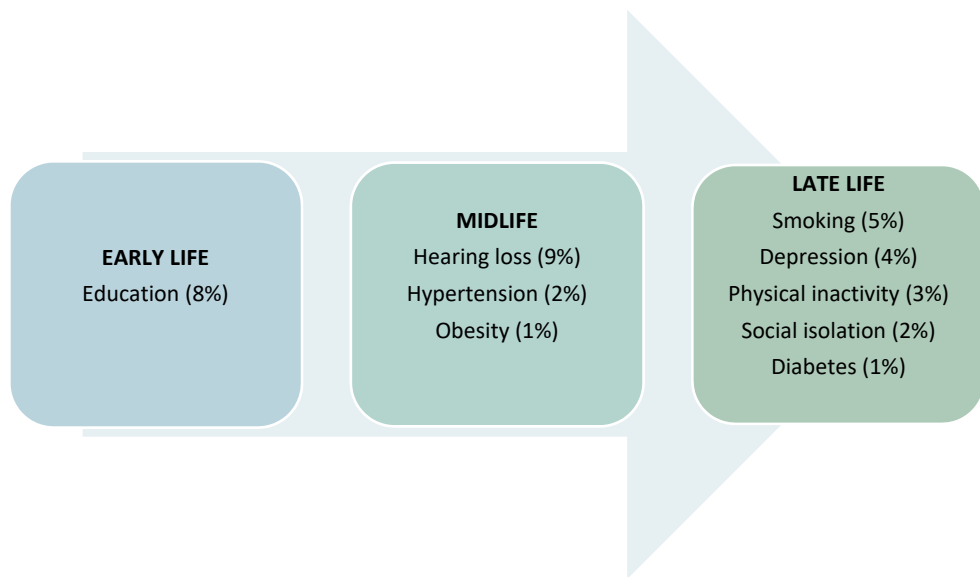 EARLY LIFE
Education (8%)
MIDLIFE
Hearing loss (9%)
Hypertension (2%)
Obesity (1%)
LATE LIFE
Smoking (5%)
Depression (4%)
Physical inactivity (3%)
Social isolation (2%)
Diabetes (1%)